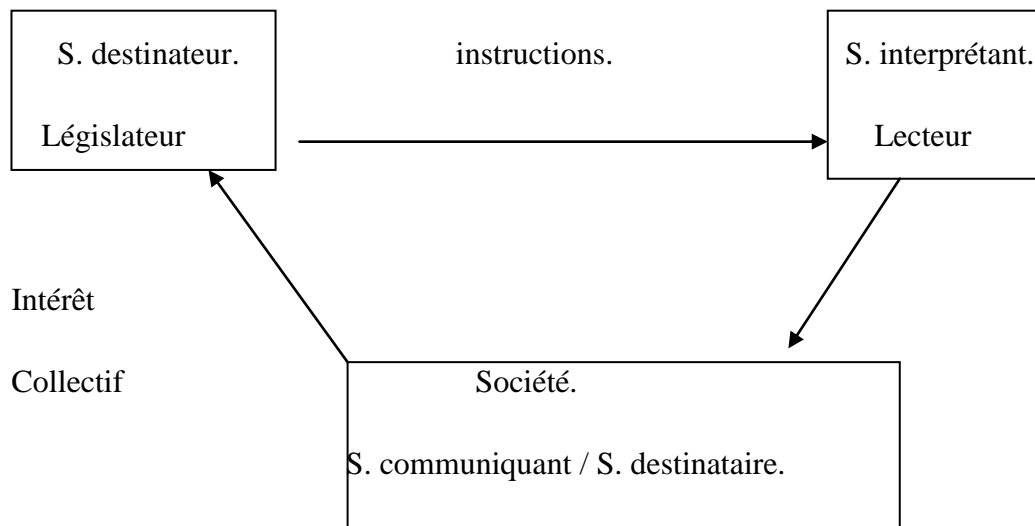 S. destinateur.
instructions.
S. interprétant.
Législateur
Lecteur
Intérêt
Collectif
Société.
S. communiquant / S. destinataire.